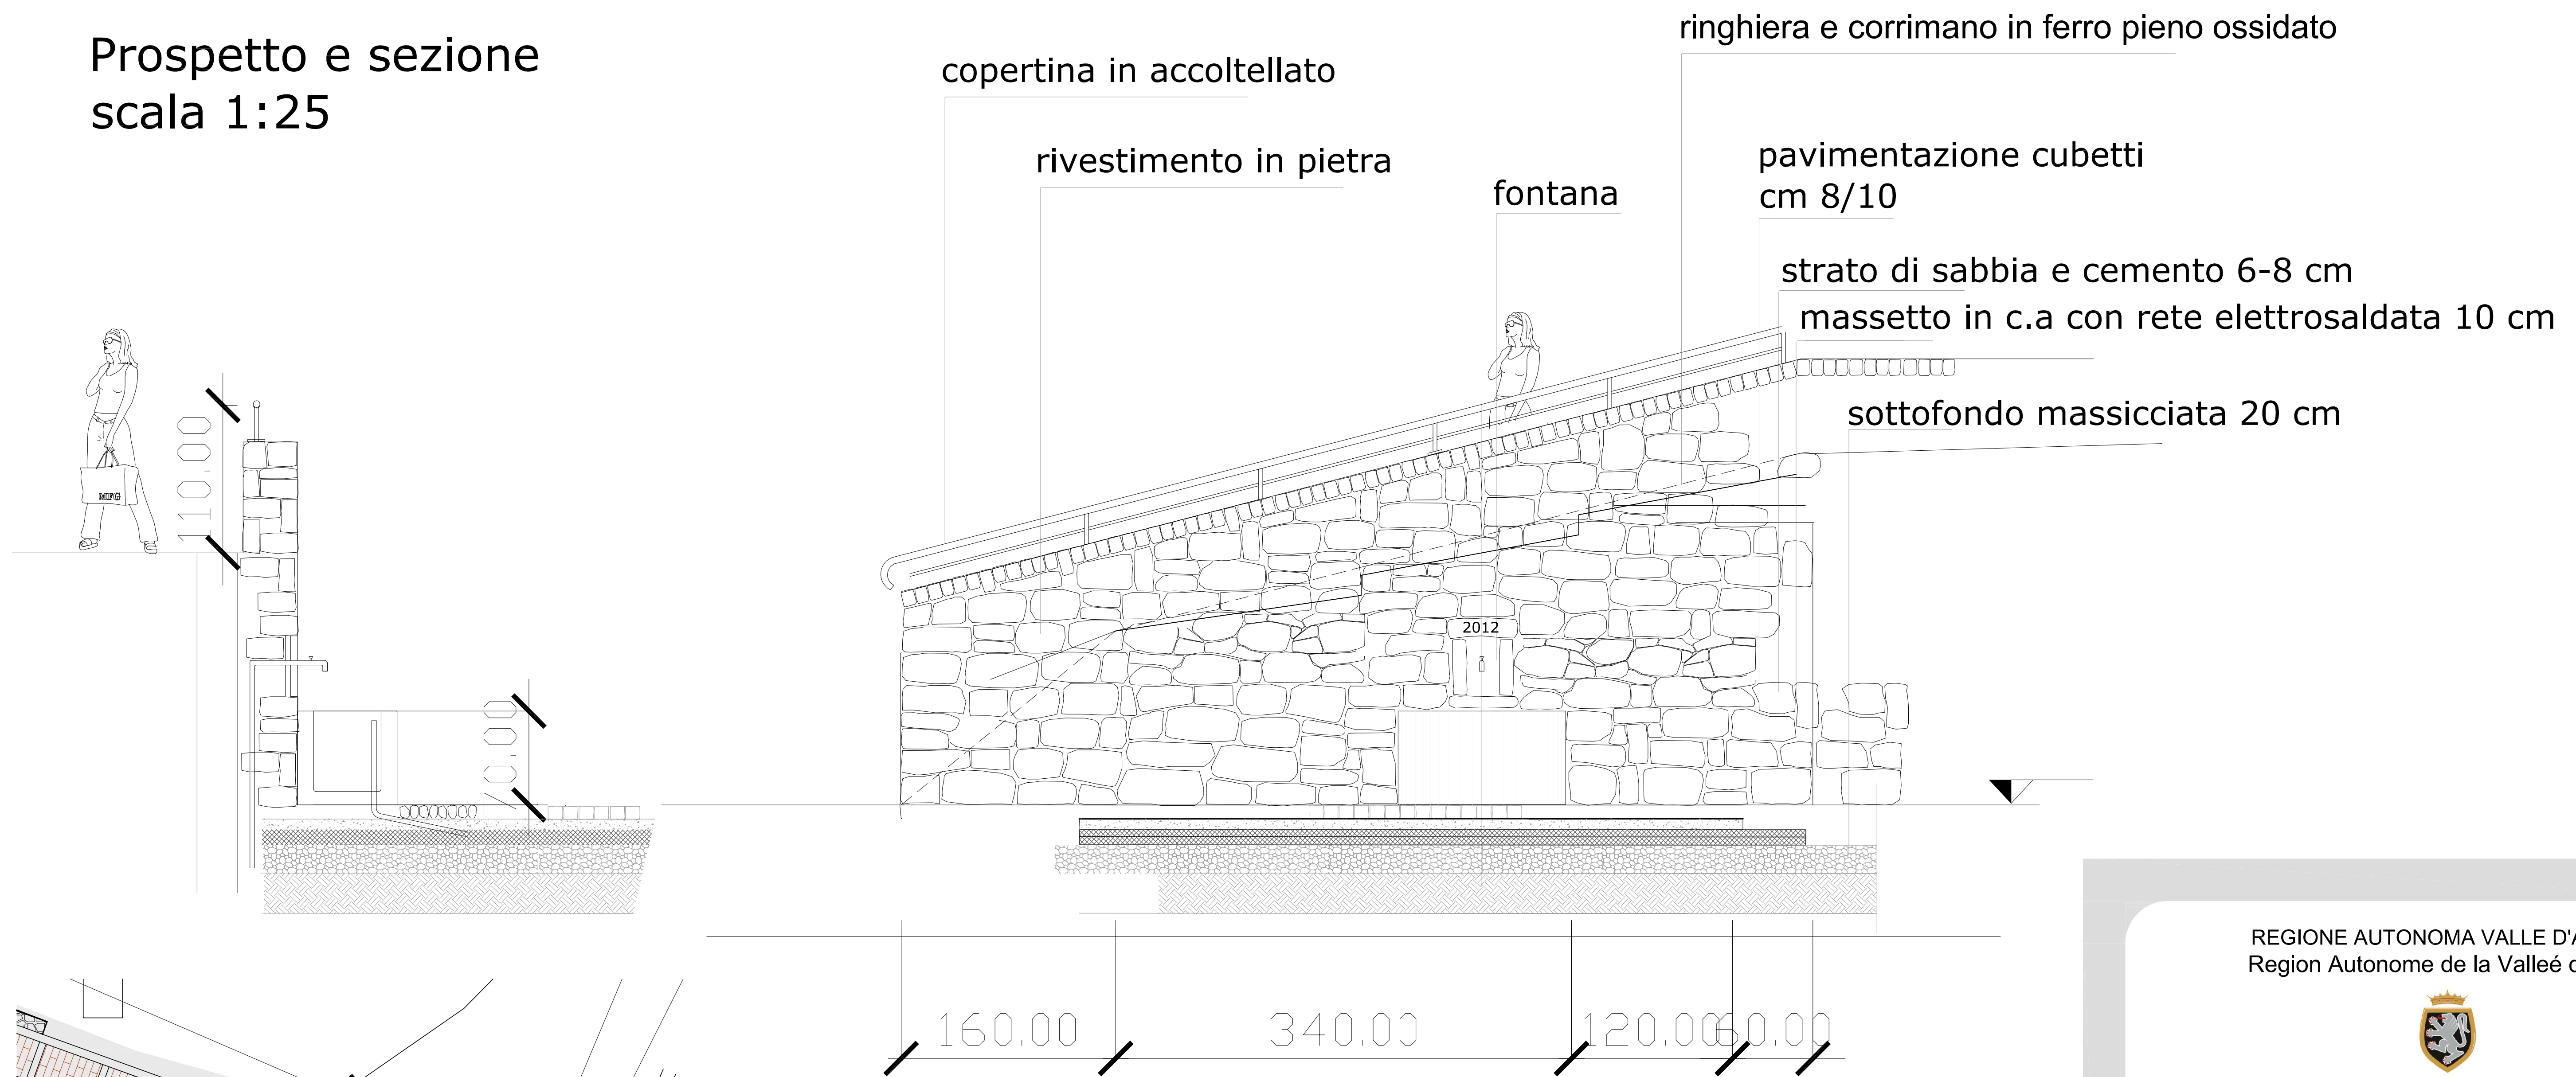 Prospetto e sezione
scala 1:25
ringhiera e corrimano in ferro pieno ossidato
copertina in accoltellato
rivestimento in pietra
fontana
pavimentazione cubetti
cm 8/10
strato di sabbia e cemento 6-8 cm
massetto in c.a con rete elettrosaldata 10 cm
sottofondo massicciata 20 cm
110.00
70.00
2012
160.00
340.00
120.00
60.00
REGIONE AUTONOMA VALLE D'A
Region Autonome de la Valleé d